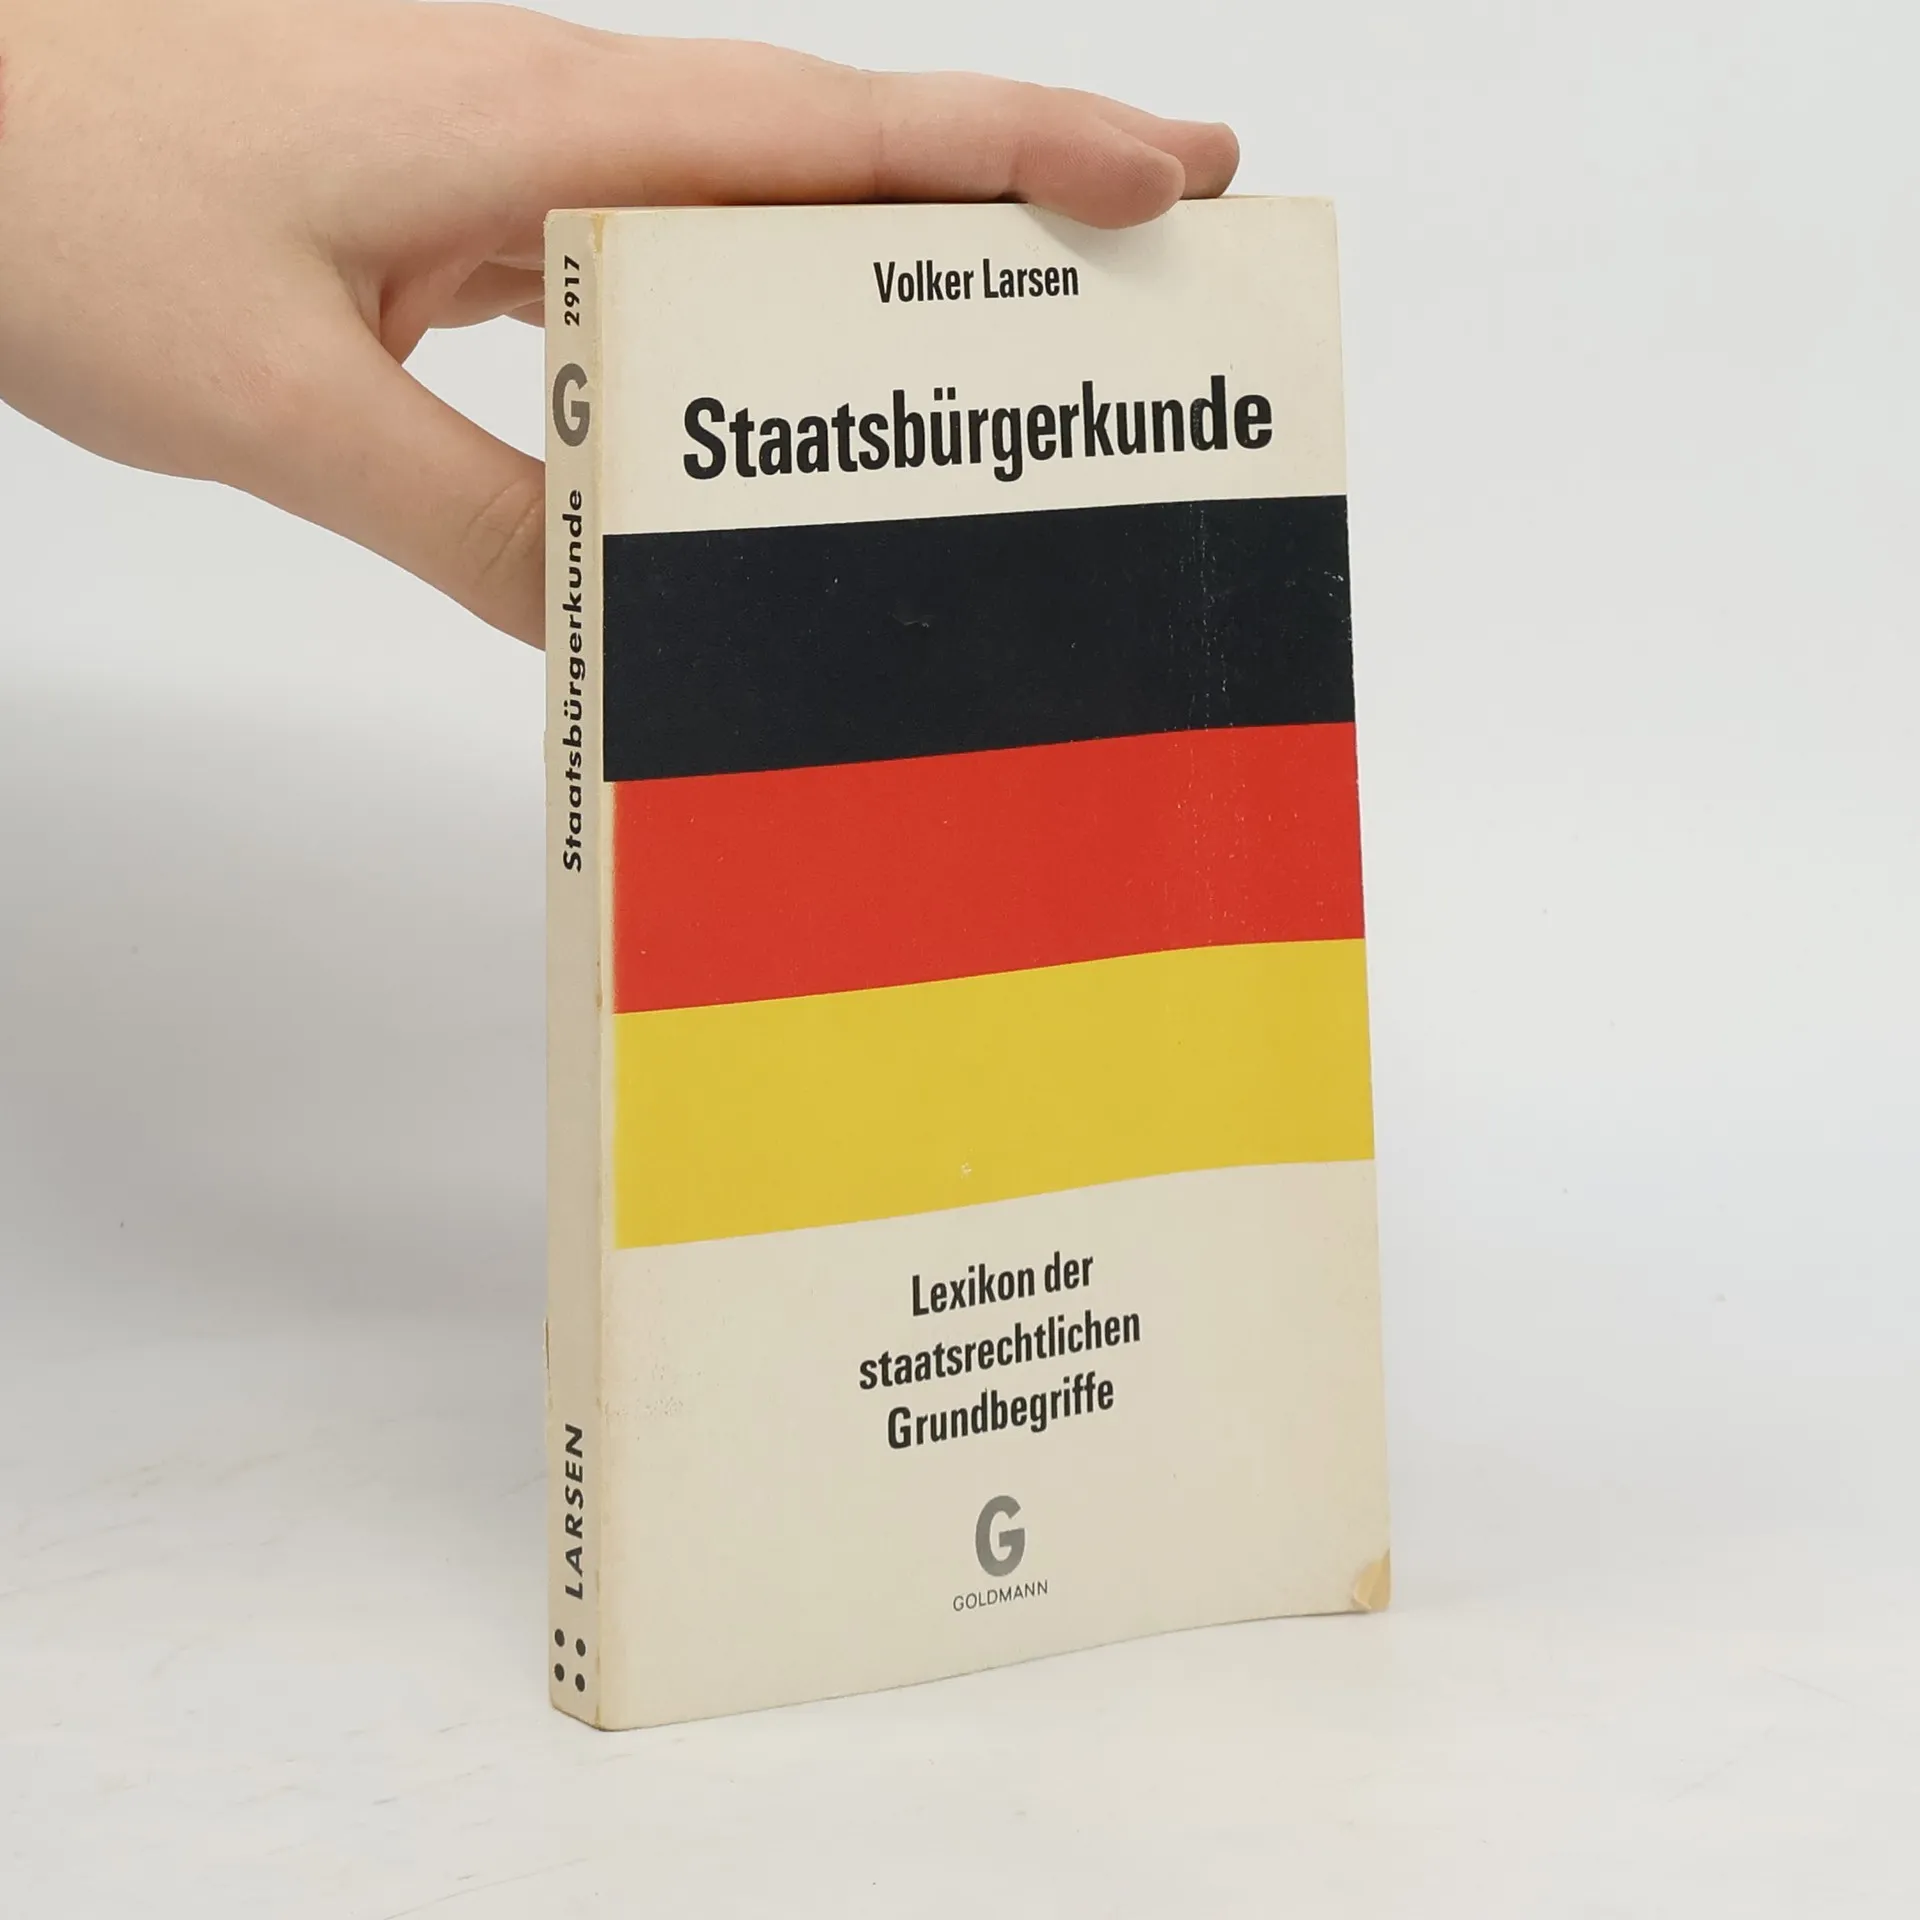 2917
G
Staatsbürgerkunde
LARSEN
Volker Larsen
Staatsbürgerkunde
Lexikon der
staatsrechtlichen
Grundbegriffe
G
GOLDMANN